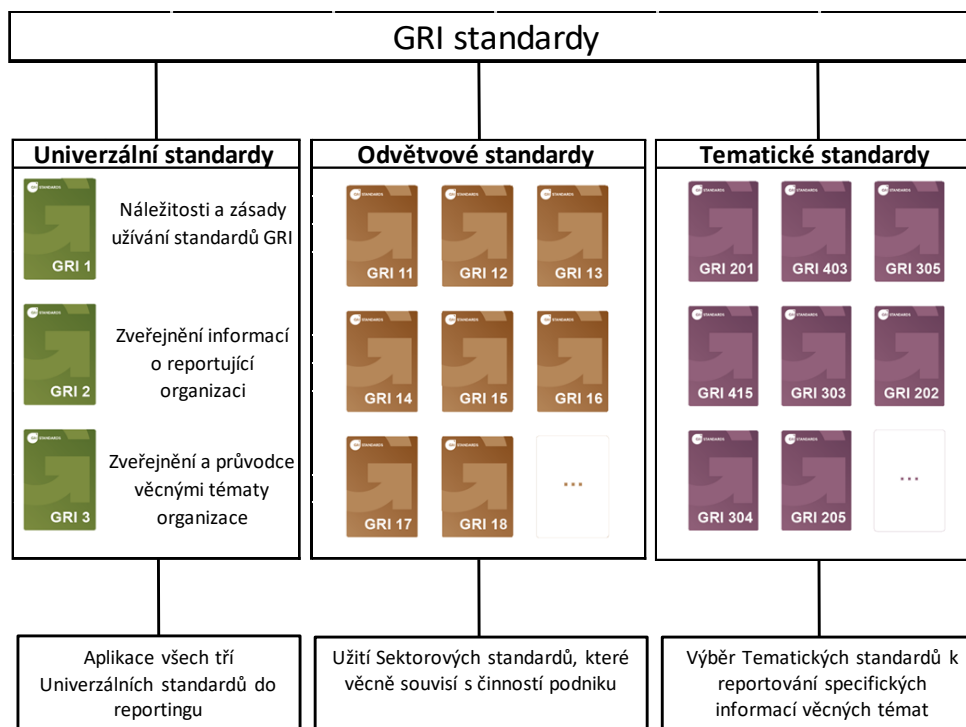 GRI standardy
Univerzální standardy
GRI 1
Náležitosti a zásady
užívání standardů GRI
GRI 2
Zveřejnění informací
o reportující
organizaci
GRI 3
Zveřejnění a průvodce
věcnými tématy
organizace
Aplikace všech tří
Univerzálních standardů do
reportingu
Odvětvové standardy
GRI 11 GRI 12 GRI 13
GRI 14 GRI 15 GRI 16
GRI 17 GRI 18 ...
Užití Sektorových standardů, které
věcně souvisí s činností podniku
Tematické standardy
GRI 201 GRI 403 GRI 305
GRI 415 GRI 303 GRI 202
GRI 304 GRI 205 ...
Výběr Tematických standardů k
reportování specifických
informací věcných témat